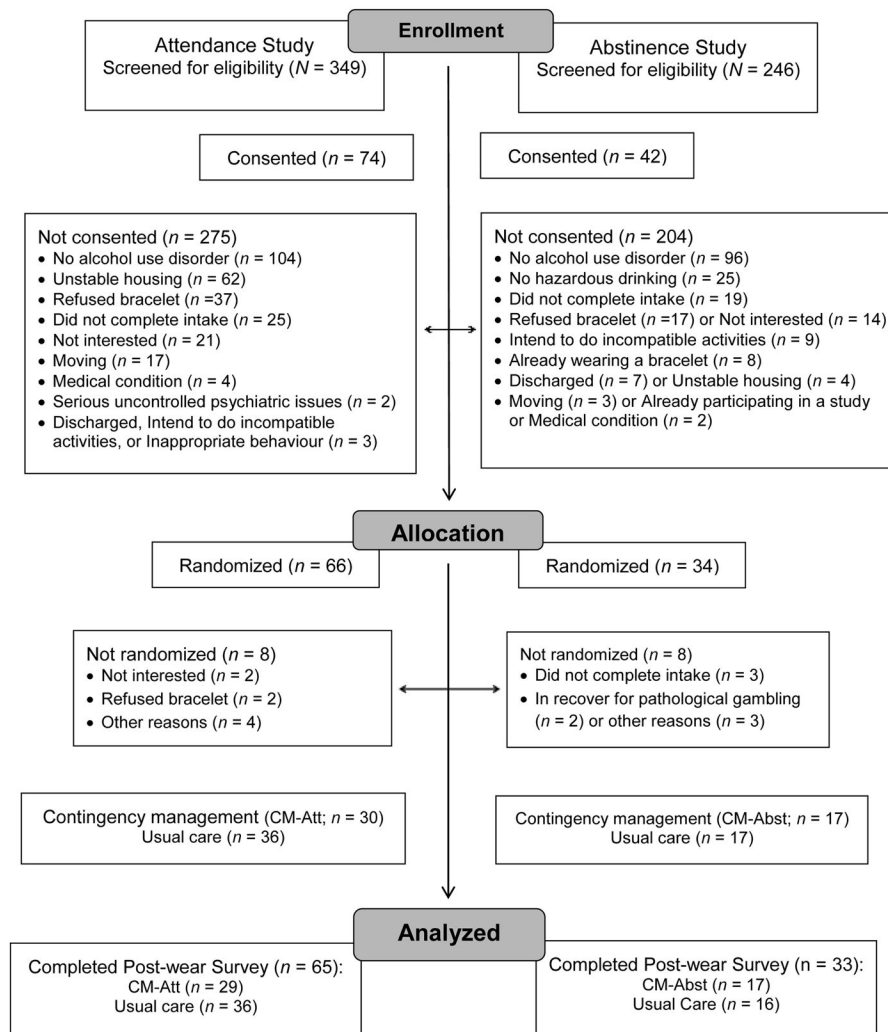 Enrollment
Attendance Study
Screened for eligibility (N = 349)
Abstinence Study
Screened for eligibility (N = 246)
Consented (n = 74)
Consented (n = 42)
Not consented (n = 275)
• No alcohol use disorder (n = 104)
• Unstable housing (n = 62)
• Refused bracelet (n =37)
• Did not complete intake (n = 25)
• Not interested (n = 21)
• Moving (n = 17)
• Medical condition (n = 4)
• Serious uncontrolled psychiatric issues (n = 2)
• Discharged, Intend to do incompatible
activities, or Inappropriate behaviour (n = 3)
Not consented (n = 204)
• No alcohol use disorder (n = 96)
• No hazardous drinking (n = 25)
• Did not complete intake (n = 19)
• Refused bracelet (n =17) or Not interested (n = 14)
• Intend to do incompatible activities (n = 9)
• Already wearing a bracelet (n = 8)
• Discharged (n = 7) or Unstable housing (n = 4)
• Moving (n = 3) or Already participating in a study
or Medical condition (n = 2)
Allocation
Randomized (n = 66)
Randomized (n = 34)
Not randomized (n = 8)
• Not interested (n = 2)
• Refused bracelet (n = 2)
• Other reasons (n = 4)
Not randomized (n = 8)
• Did not complete intake (n = 3)
• In recover for pathological gambling
(n = 2) or other reasons (n = 3)
Contingency management (CM-Att; n = 30)
Usual care (n = 36)
Contingency management (CM-Abst; n = 17)
Usual care (n = 17)
Analyzed
Completed Post-wear Survey (n = 65):
CM-Att (n = 29)
Usual care (n = 36)
Completed Post-wear Survey (n = 33):
CM-Abst (n = 17)
Usual Care (n = 16)